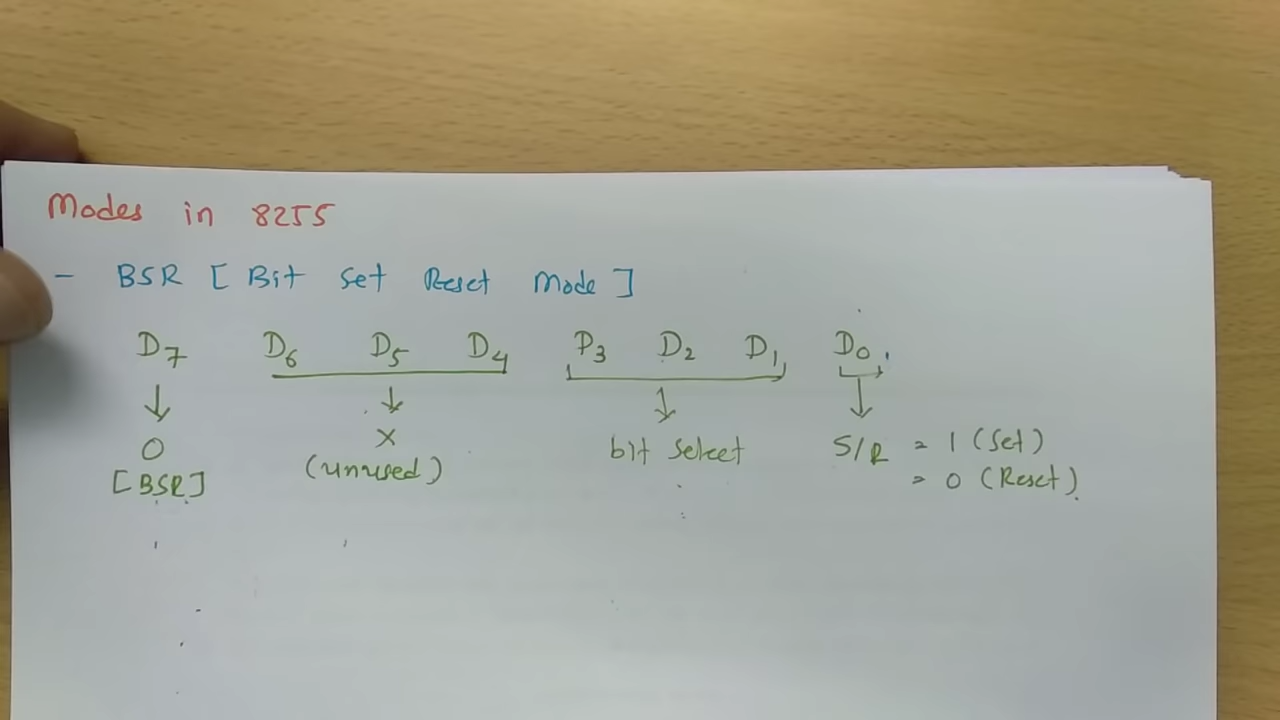 Modes in 8255
- BSR [Bit Set Reset Mode]
D7 D6 D5 D4 D3 D2 D1 D0.
↓ ↓ ↓ ↓
0 X bit select S/R = 1 (Set)
[BSR] (unused) = 0 (Reset).